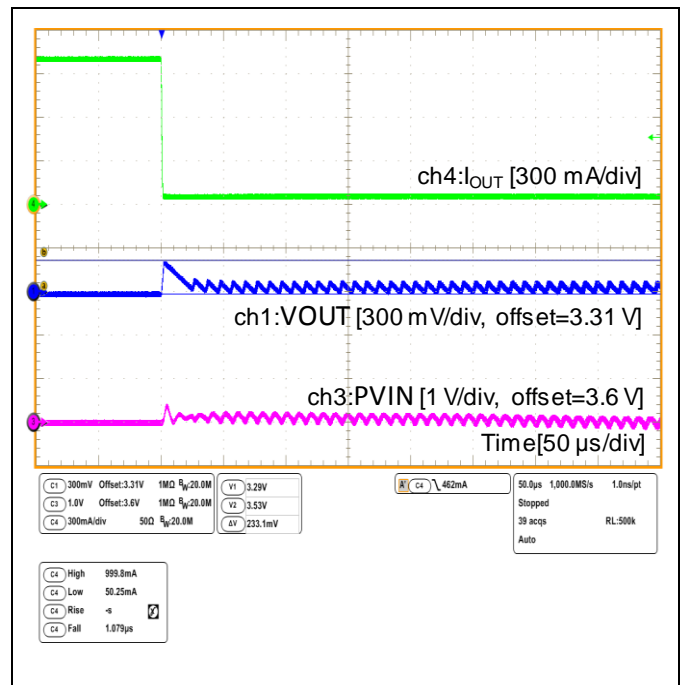 ch4:IOUT [300 mA/div]
b
a
ch1:VOUT [300 mV/div, offset=3.31 V]
ch3:PVIN [1 V/div, offset=3.6 V]
Time[50 µs/div]
C1 300mV Offset:3.31V 1MΩ BW:20.0M
C3 1.0V Offset:3.6V 1MΩ BW:20.0M
C4 300mA/div 50Ω BW:20.0M
V1 3.29V
V2 3.53V
ΔV 233.1mV
A' C4 462mA
50.0µs 1,000.0MS/s 1.0ns/pt
Stopped
39 acqs RL:500k
Auto
C4 High 999.8mA
C4 Low 50.25mA
C4 Rise -s
C4 Fall 1.079µs